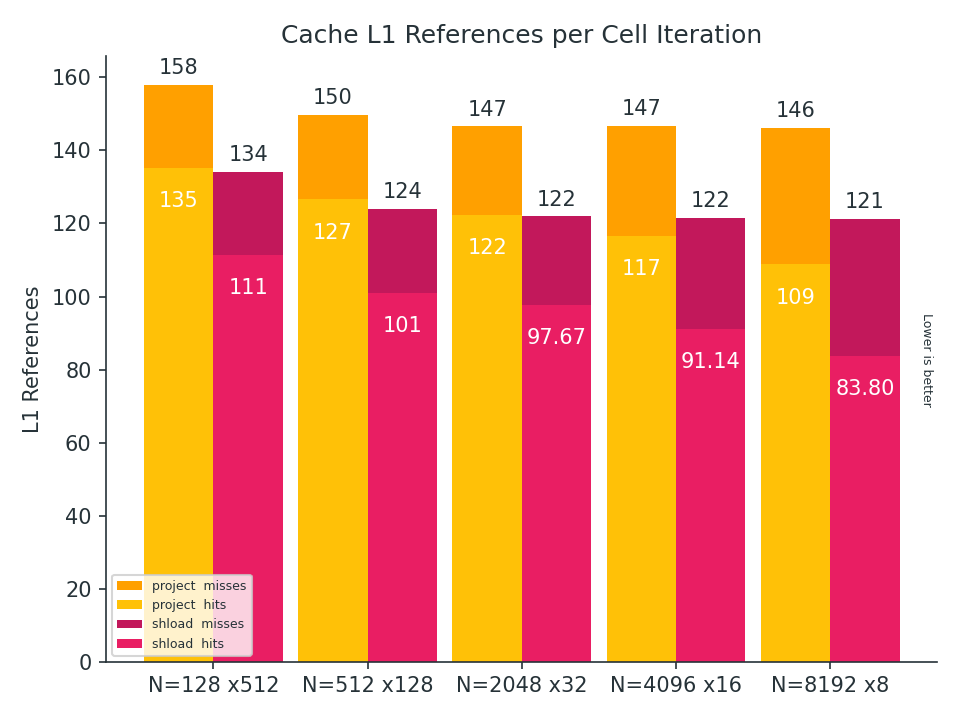 Cache L1 References per Cell Iteration
L1 References
160
140
120
100
80
60
40
20
0
158
135
134
111
150
127
124
101
147
122
122
97.67
147
117
122
91.14
146
109
121
83.80
Lower is better
project  misses
project  hits
shload  misses
shload  hits
N=128 x512
N=512 x128
N=2048 x32
N=4096 x16
N=8192 x8